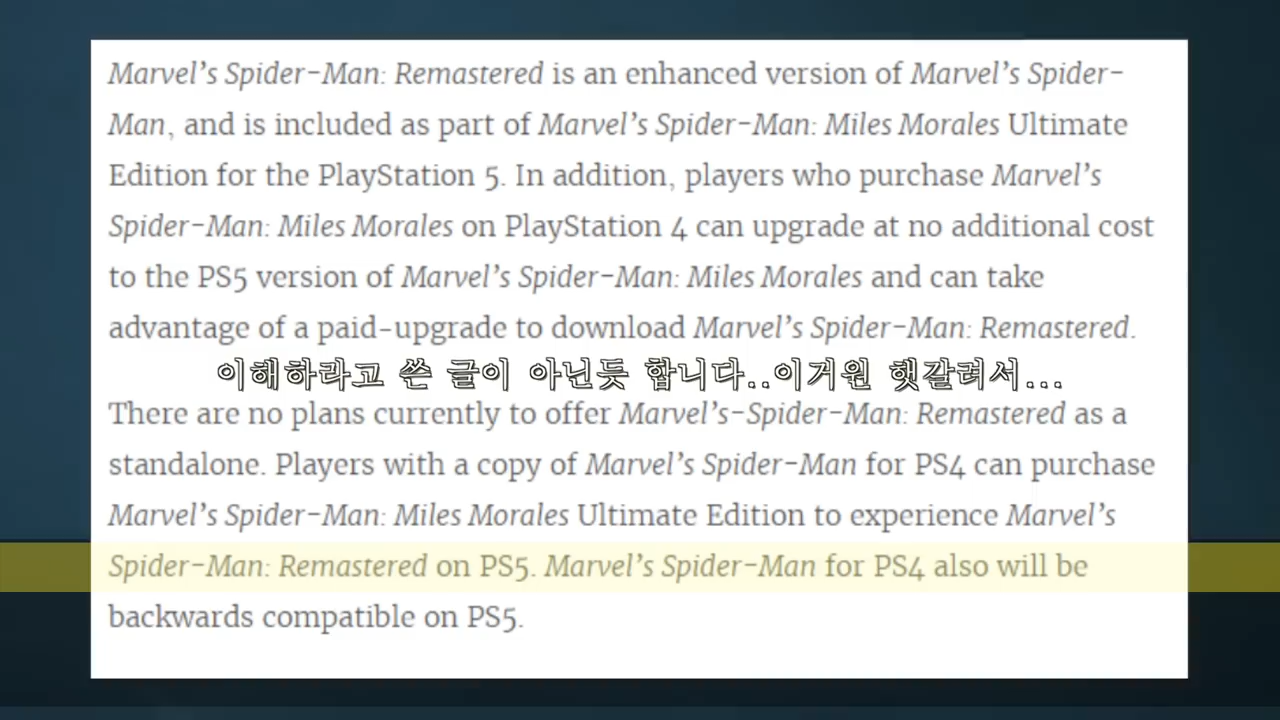 Marvel's Spider-Man: Remastered is an enhanced version of Marvel's Spider-
Man, and is included as part of Marvel's Spider-Man: Miles Morales Ultimate
Edition for the PlayStation 5. In addition, players who purchase Marvel's
Spider-Man: Miles Morales on PlayStation 4 can upgrade at no additional cost
to the PS5 version of Marvel's Spider-Man: Miles Morales and can take
advantage of a paid-upgrade to download Marvel's Spider-Man: Remastered.
이해하라고 쓴 글이 아닌듯 합니다..이거원 햇갈려서...
There are no plans currently to offer Marvel's-Spider-Man: Remastered as a
standalone. Players with a copy of Marvel's Spider-Man for PS4 can purchase
Marvel's Spider-Man: Miles Morales Ultimate Edition to experience Marvel's
Spider-Man: Remastered on PS5. Marvel's Spider-Man for PS4 also will be
backwards compatible on PS5.